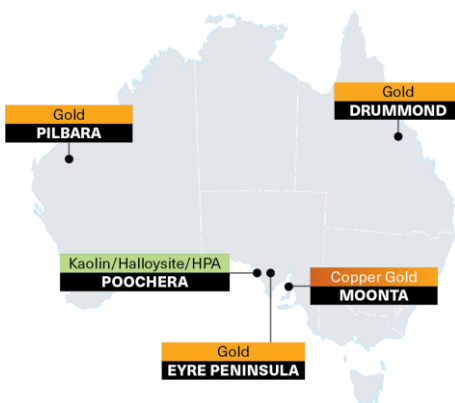 Gold
DRUMMOND
Gold
PILBARA
Kaolin/Halloysite/HPA
POOCHERA
Copper Gold
MOONTA
Gold
EYRE PENINSULA